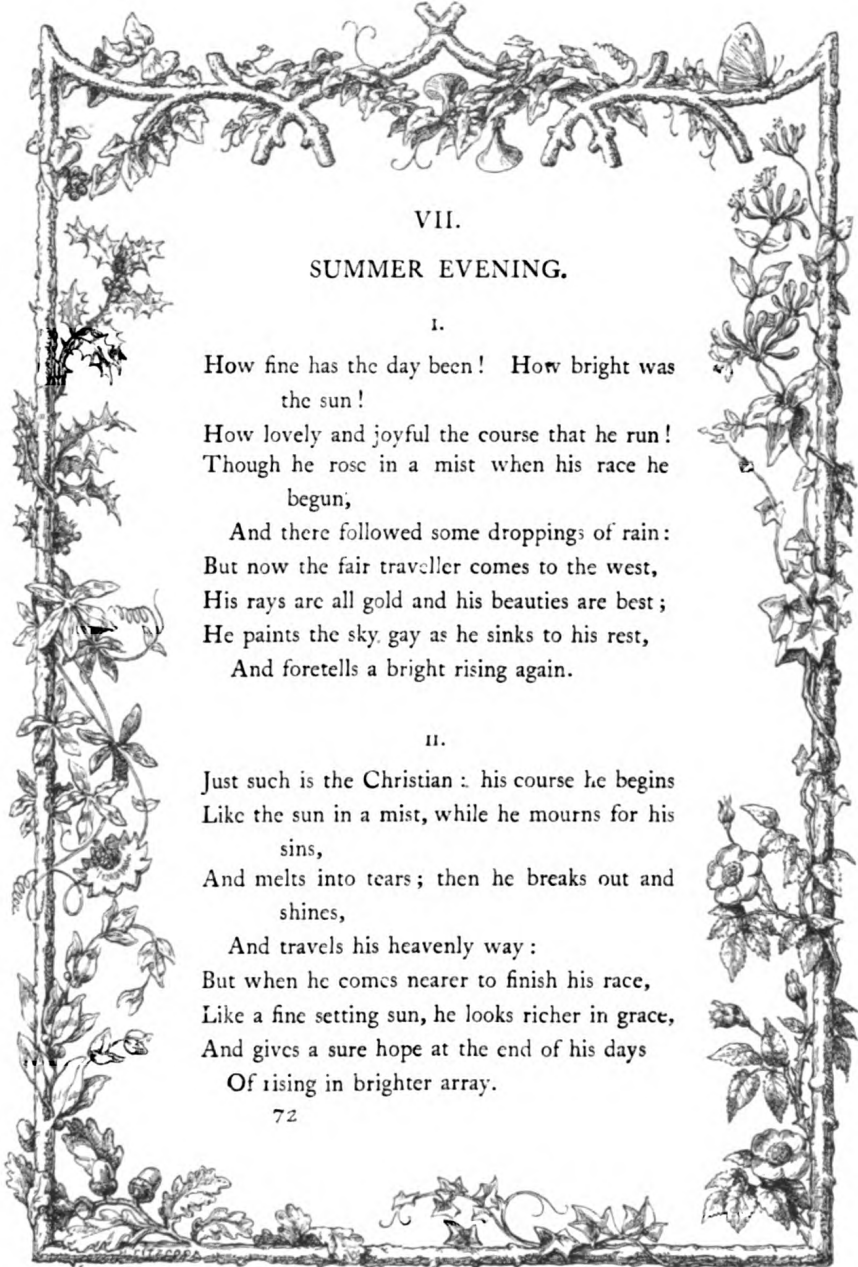 VII.
SUMMER EVENING.
I.
How fine has the day been! How bright was
the sun!
How lovely and joyful the course that he run!
Though he rose in a mist when his race he
begun,
And there followed some droppings of rain:
But now the fair traveller comes to the west,
His rays are all gold and his beauties are best;
He paints the sky gay as he sinks to his rest,
And foretells a bright rising again.
II.
Just such is the Christian: his course he begins
Like the sun in a mist, while he mourns for his
sins,
And melts into tears; then he breaks out and
shines,
And travels his heavenly way:
But when he comes nearer to finish his race,
Like a fine setting sun, he looks richer in grace,
And gives a sure hope at the end of his days
Of rising in brighter array.
72